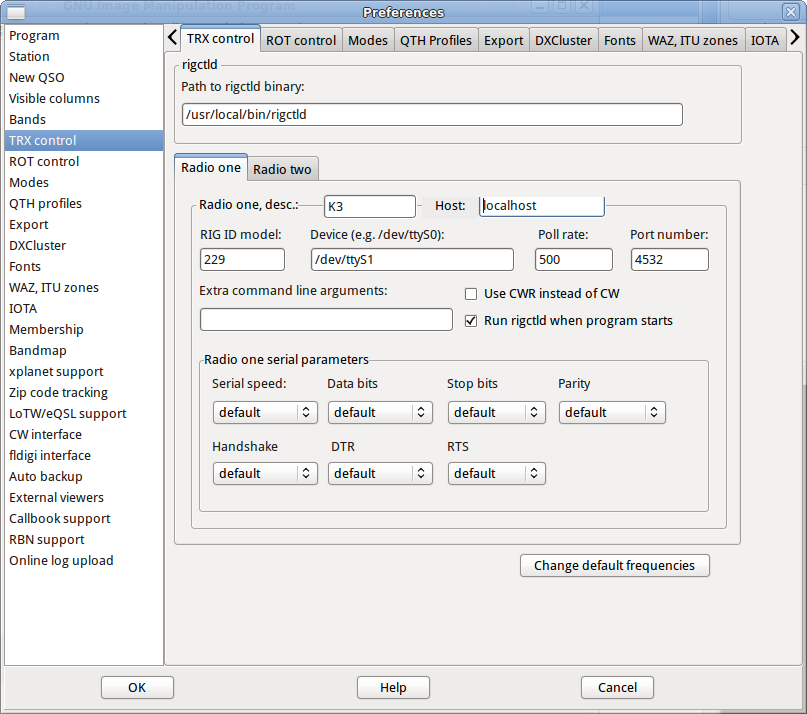 GNU Image Manipulation Program
Preferences
Program
Station
New QSO
Visible columns
Bands
TRX control
ROT control
Modes
QTH profiles
Export
DXCluster
Fonts
WAZ, ITU zones
IOTA
Membership
Bandmap
xplanet support
Zip code tracking
LoTW/eQSL support
CW interface
fldigi interface
Auto backup
External viewers
Callbook support
RBN support
Online log upload
TRX control ROT control Modes QTH Profiles Export DXCluster Fonts WAZ, ITU zones IOTA
rigctld
Path to rigctld binary:
/usr/local/bin/rigctld
Radio one Radio two
Radio one, desc.: K3 Host: localhost
RIG ID model: Device (e.g. /dev/ttyS0): Poll rate: Port number:
229 /dev/ttyS1 500 4532
Extra command line arguments:
Use CWR instead of CW
Run rigctld when program starts
Radio one serial parameters
Serial speed: Data bits Stop bits Parity
default default default default
Handshake DTR RTS
default default default
Change default frequencies
OK Help Cancel